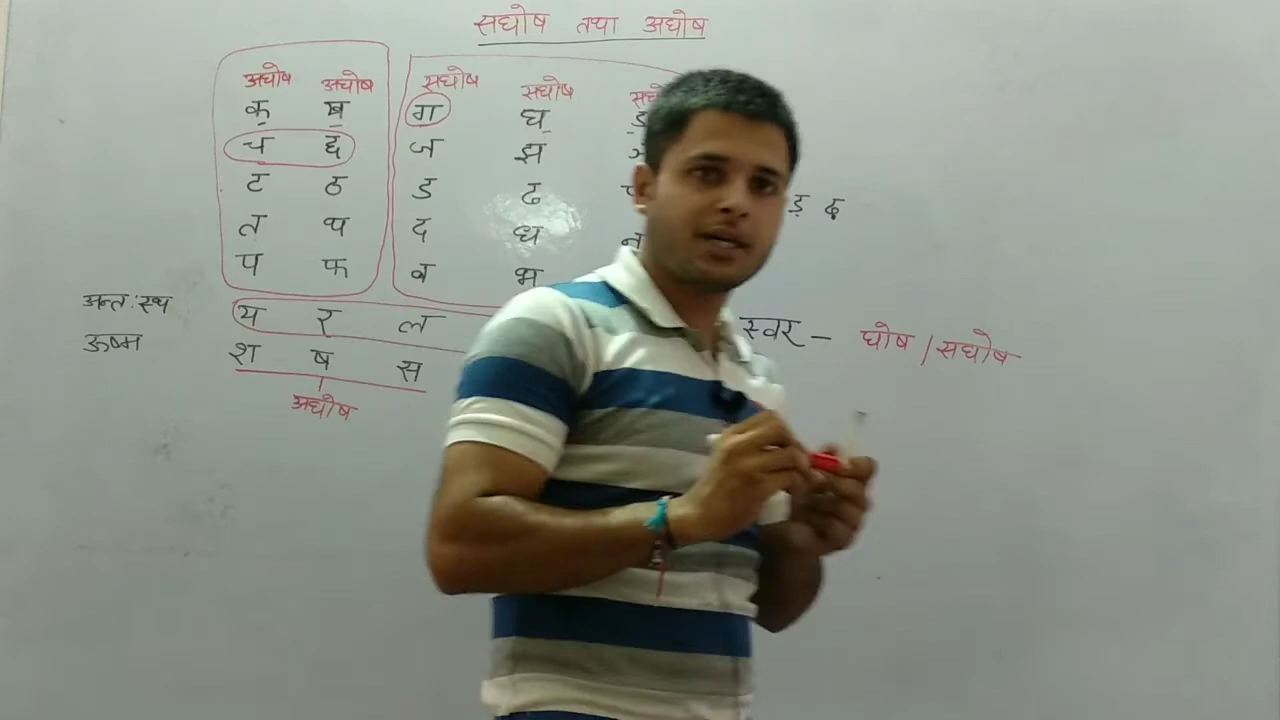 सघोष तथा अघोष
अघोष अघोष सघोष सघोष
क ख ग घ ङ
च छ ज झ
ट ठ ड ढ ड़ ढ़
त थ द ध न
प फ ब भ
अन्त:स्थ य र ल
स्वर – घोष / सघोष
ऊष्म श ष स
अघोष